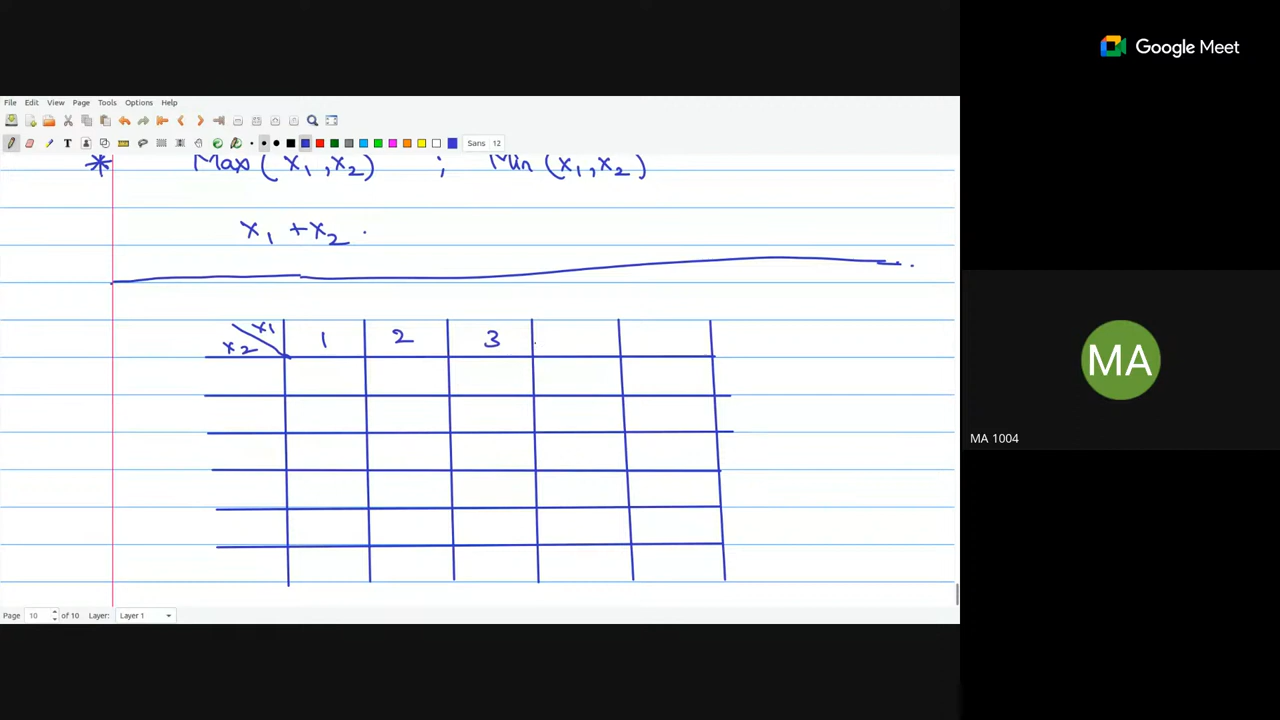 Google Meet
File Edit View Page Tools Options Help
Sans 12
* Max(x₁,x₂) ; Min(x₁,x₂)
x₁+x₂.
x₁
x₂ 1 2 3
MA
MA 1004
Page 10 of 10 Layer: Layer 1